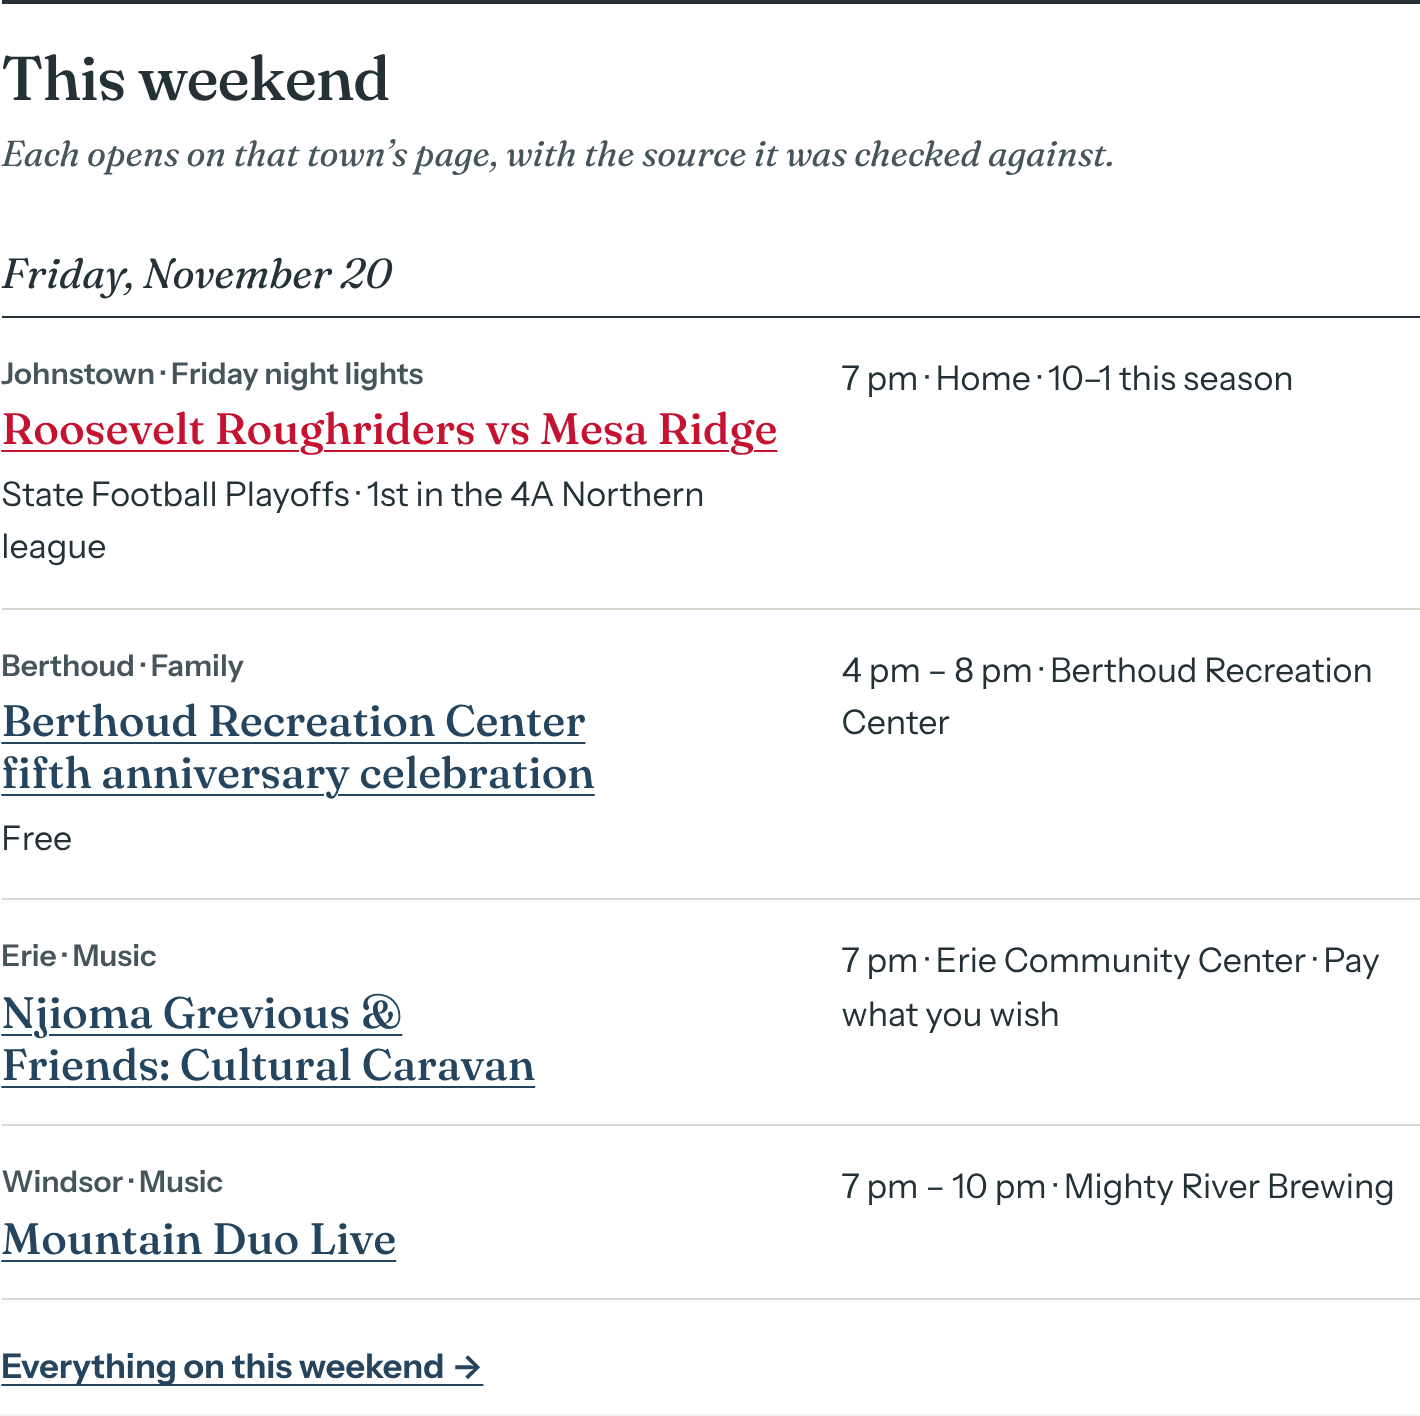 This weekend
Each opens on that town’s page, with the source it was checked against.
Friday, November 20
Johnstown · Friday night lights
Roosevelt Roughriders vs Mesa Ridge
State Football Playoffs · 1st in the 4A Northern
league
7 pm · Home · 10–1 this season
Berthoud · Family
Berthoud Recreation Center
fifth anniversary celebration
Free
4 pm – 8 pm · Berthoud Recreation
Center
Erie · Music
Njioma Grevious &
Friends: Cultural Caravan
7 pm · Erie Community Center · Pay
what you wish
Windsor · Music
Mountain Duo Live
7 pm – 10 pm · Mighty River Brewing
Everything on this weekend →